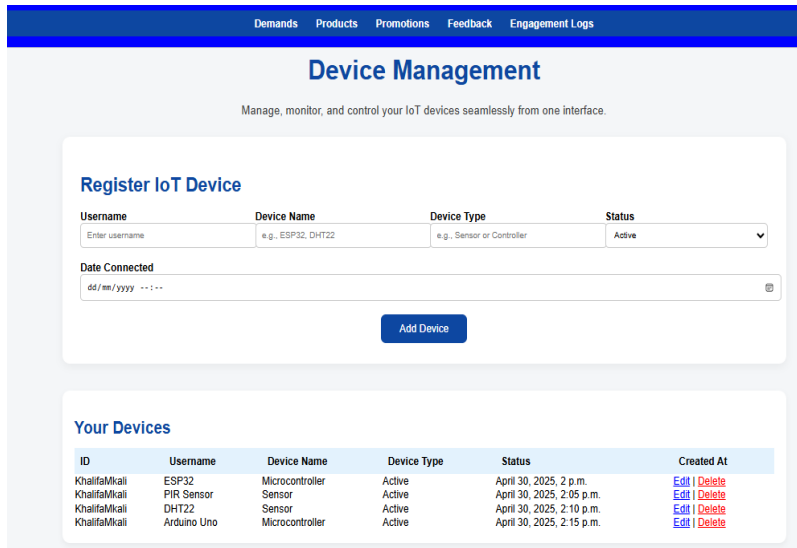 Demands Products Promotions Feedback Engagement Logs
Device Management
Manage, monitor, and control your IoT devices seamlessly from one interface.
Register IoT Device
Username Device Name Device Type Status
Enter username e.g., ESP32, DHT22 e.g., Sensor or Controller Active
Date Connected
dd/mm/yyyy --:--
Add Device
Your Devices
ID Username Device Name Device Type Status Created At
KhalifaMkali ESP32 Microcontroller Active April 30, 2025, 2 p.m. Edit | Delete
KhalifaMkali PIR Sensor Sensor Active April 30, 2025, 2:05 p.m. Edit | Delete
KhalifaMkali DHT22 Sensor Active April 30, 2025, 2:10 p.m. Edit | Delete
KhalifaMkali Arduino Uno Microcontroller Active April 30, 2025, 2:15 p.m. Edit | Delete